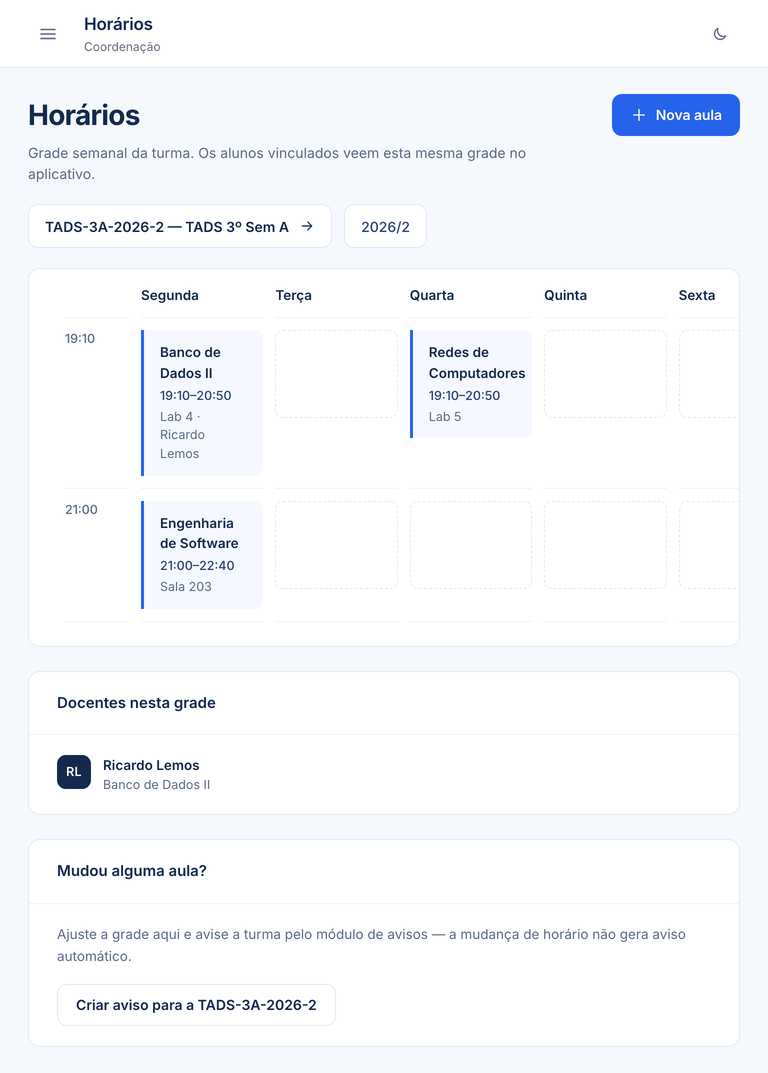 Horários
Coordenação
Horários
Nova aula
Grade semanal da turma. Os alunos vinculados veem esta mesma grade no
aplicativo.
TADS-3A-2026-2 — TADS 3º Sem A →
2026/2
Segunda Terça Quarta Quinta Sexta
19:10
Banco de
Dados II
19:10–20:50
Lab 4 ·
Ricardo
Lemos
Redes de
Computadores
19:10–20:50
Lab 5
21:00
Engenharia
de Software
21:00–22:40
Sala 203
Docentes nesta grade
RL
Ricardo Lemos
Banco de Dados II
Mudou alguma aula?
Ajuste a grade aqui e avise a turma pelo módulo de avisos — a mudança de horário não gera aviso
automático.
Criar aviso para a TADS-3A-2026-2